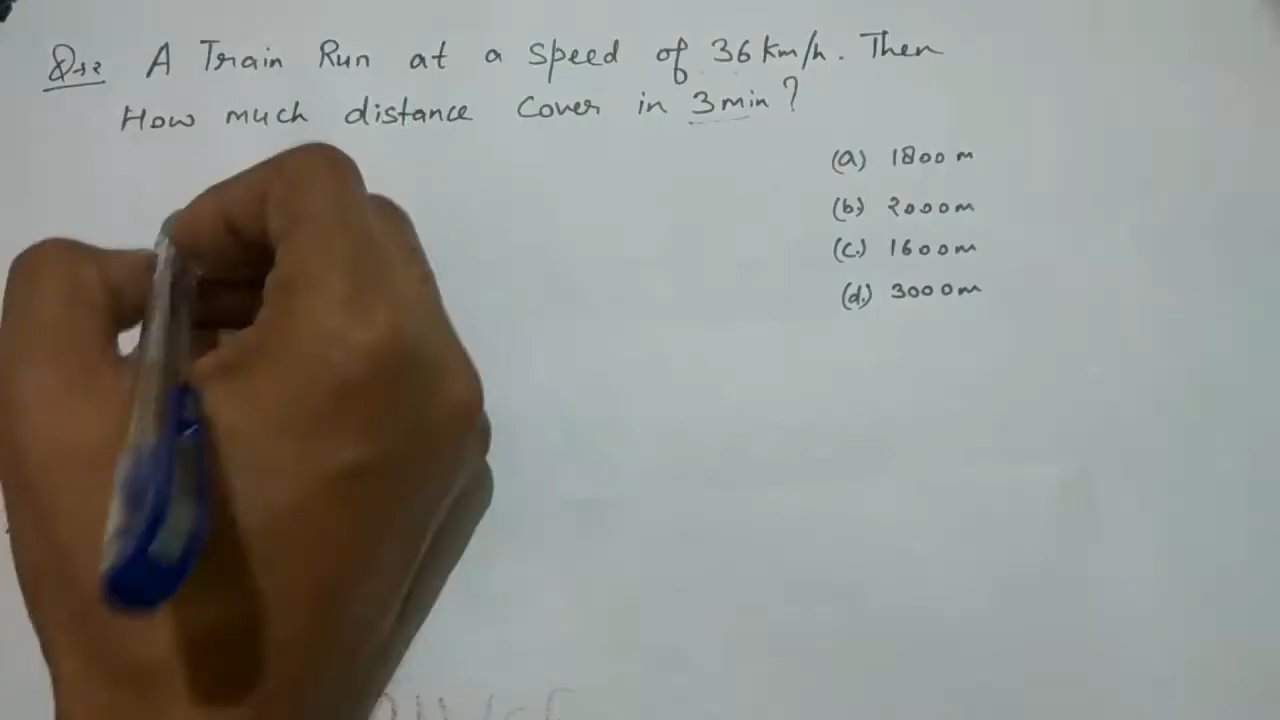 A Train Run at a speed of 36 km/h. Then
How much distance cover in 3 min ?
(a) 1800 m
(b) 2000 m
(c.) 1600 m
(d.) 3000 m